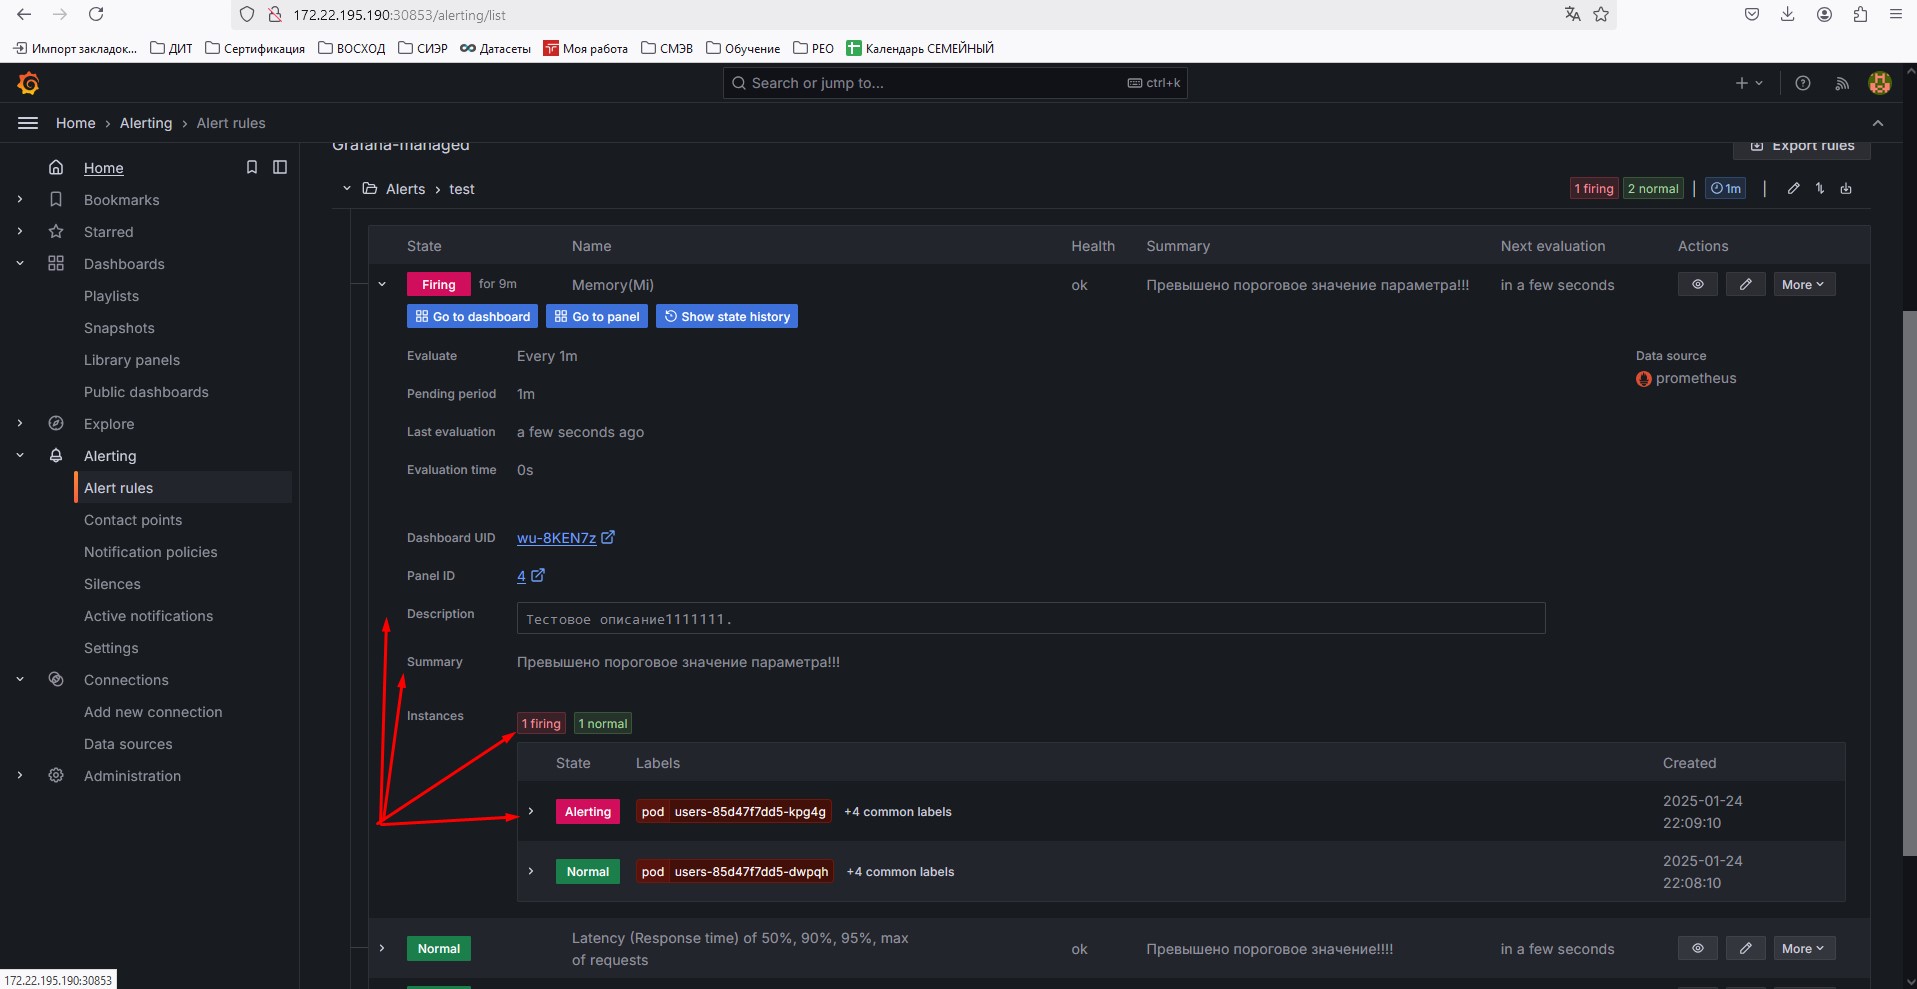 172.22.195.190:30853/alerting/list
Импорт закладок... ДИТ Сертификация ВОСХОД СИЭР Датасеты Моя работа СМЭВ Обучение РЕО Календарь СЕМЕЙНЫЙ
Search or jump to... ctrl+k
Home › Alerting › Alert rules
Home
Bookmarks
Starred
Dashboards
Playlists
Snapshots
Library panels
Public dashboards
Explore
Alerting
Alert rules
Contact points
Notification policies
Silences
Active notifications
Settings
Connections
Add new connection
Data sources
Administration
Grafana-managed Export rules
Alerts › test 1 firing 2 normal | 1m |
State Name Health Summary Next evaluation Actions
Firing for 9m Memory(Mi) ok Превышено пороговое значение параметра!!! in a few seconds More
Go to dashboard Go to panel Show state history
Evaluate Every 1m Data source
prometheus
Pending period 1m
Last evaluation a few seconds ago
Evaluation time 0s
Dashboard UID wu-8KEN7z
Panel ID 4
Description Тестовое описание1111111.
Summary Превышено пороговое значение параметра!!!
Instances 1 firing 1 normal
State Labels Created
Alerting pod users-85d47f7dd5-kpg4g +4 common labels 2025-01-24
22:09:10
Normal pod users-85d47f7dd5-dwpqh +4 common labels 2025-01-24
22:08:10
Normal Latency (Response time) of 50%, 90%, 95%, max
of requests ok Превышено пороговое значение!!!! in a few seconds More
172.22.195.190:30853